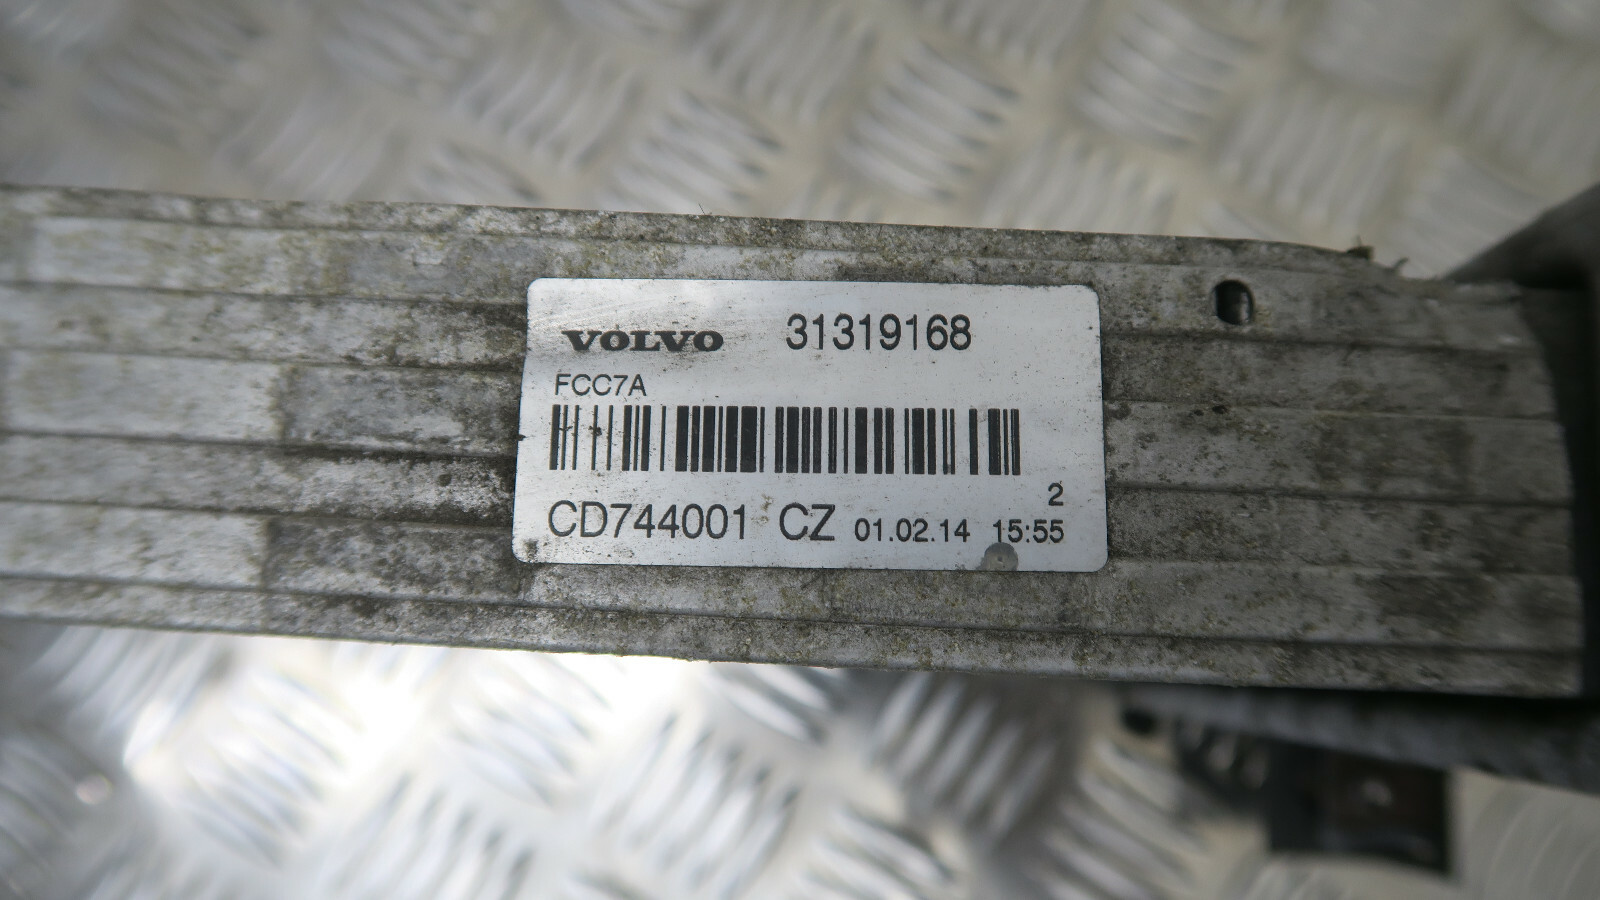 VOLVO 31319168
FCC7A
2
CD744001 CZ 01.02.14 15:55